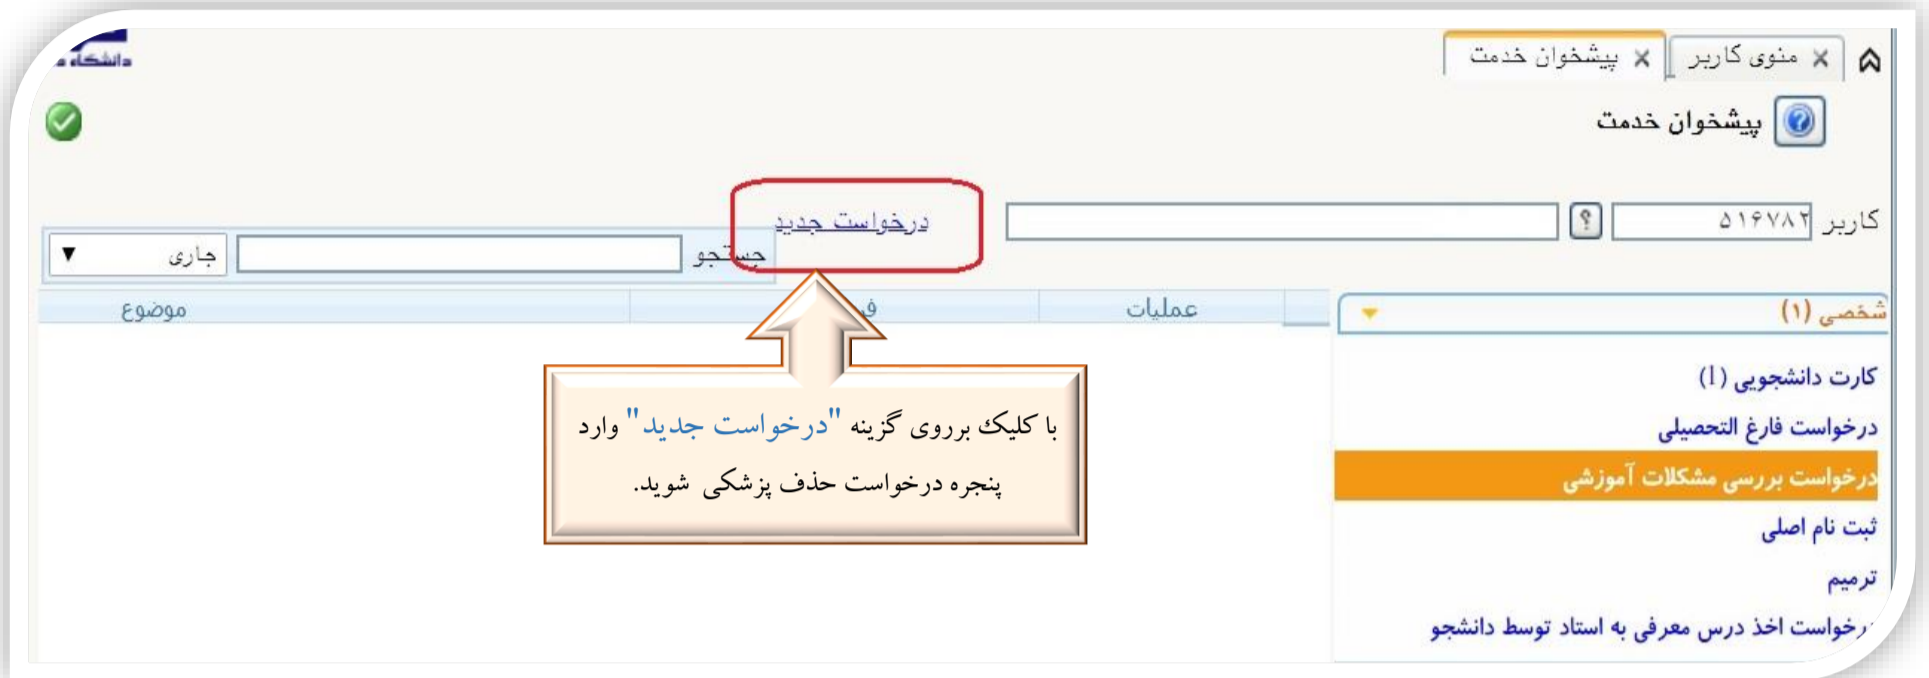 منوی کاربر
پیشخوان خدمت
دانشگاه
پیشخوان خدمت
کاربر ۵۱۶۷۸۲ ؟
درخواست جدید
جستجو جاری
شخصی (۱)
عملیات
موضوع
کارت دانشجویی (1)
درخواست فارغ التحصیلی
درخواست بررسی مشکلات آموزشی
ثبت نام اصلی
ترمیم
درخواست اخذ درس معرفی به استاد توسط دانشجو
با کلیک برروی گزینه "درخواست جدید" وارد
پنجره درخواست حذف پزشکی شوید.